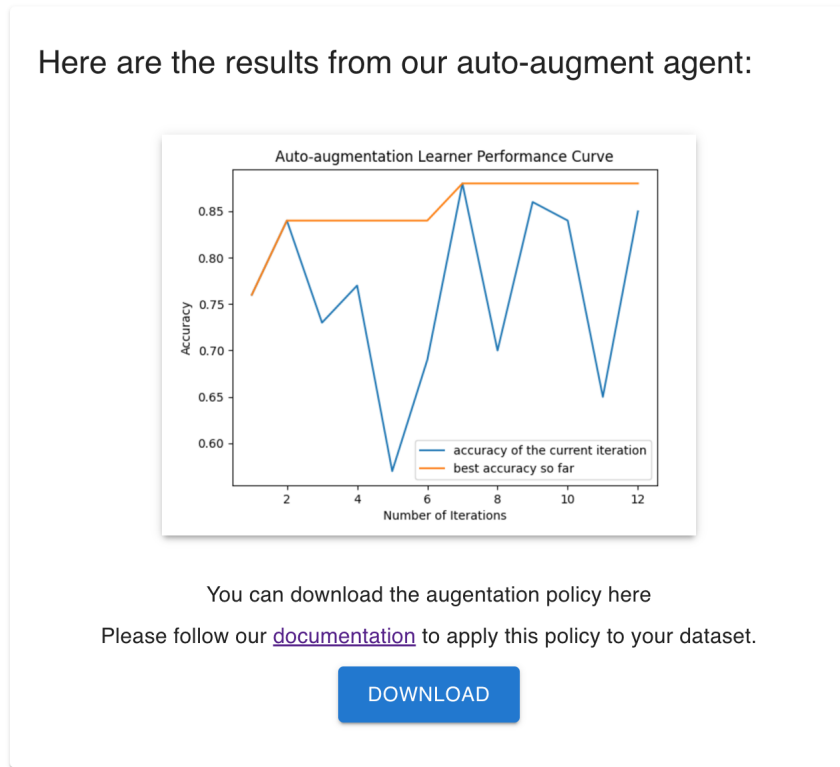 Here are the results from our auto-augment agent:
Auto-augmentation Learner Performance Curve
Accuracy
0.85
0.80
0.75
0.70
0.65
0.60
accuracy of the current iteration
best accuracy so far
2 4 6 8 10 12
Number of Iterations
You can download the augentation policy here
Please follow our documentation to apply this policy to your dataset.
DOWNLOAD